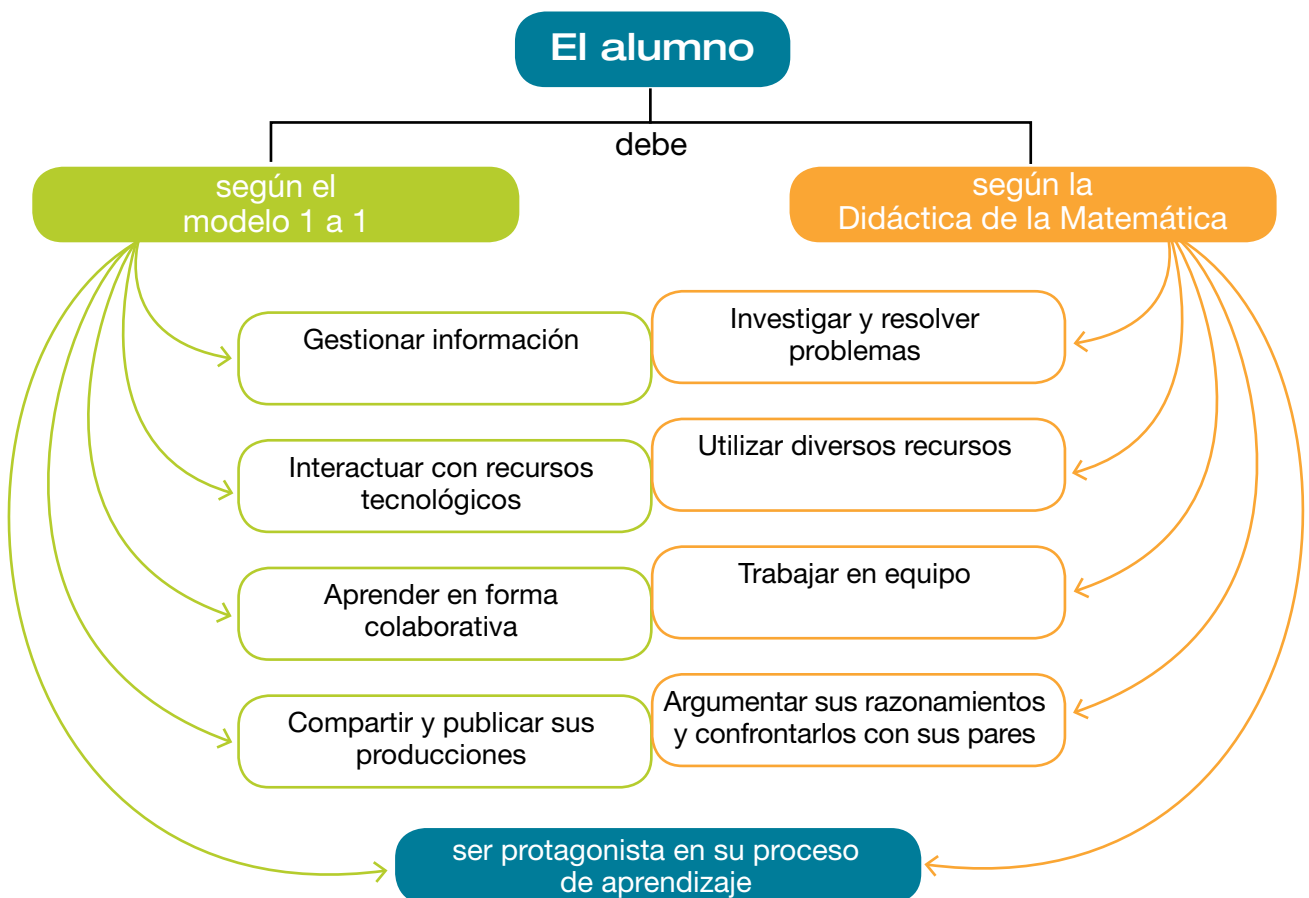 El alumno
debe
según el
modelo 1 a 1
según la
Didáctica de la Matemática
Gestionar información
Investigar y resolver
problemas
Interactuar con recursos
tecnológicos
Utilizar diversos recursos
Aprender en forma
colaborativa
Trabajar en equipo
Compartir y publicar sus
producciones
Argumentar sus razonamientos
y confrontarlos con sus pares
ser protagonista en su proceso
de aprendizaje